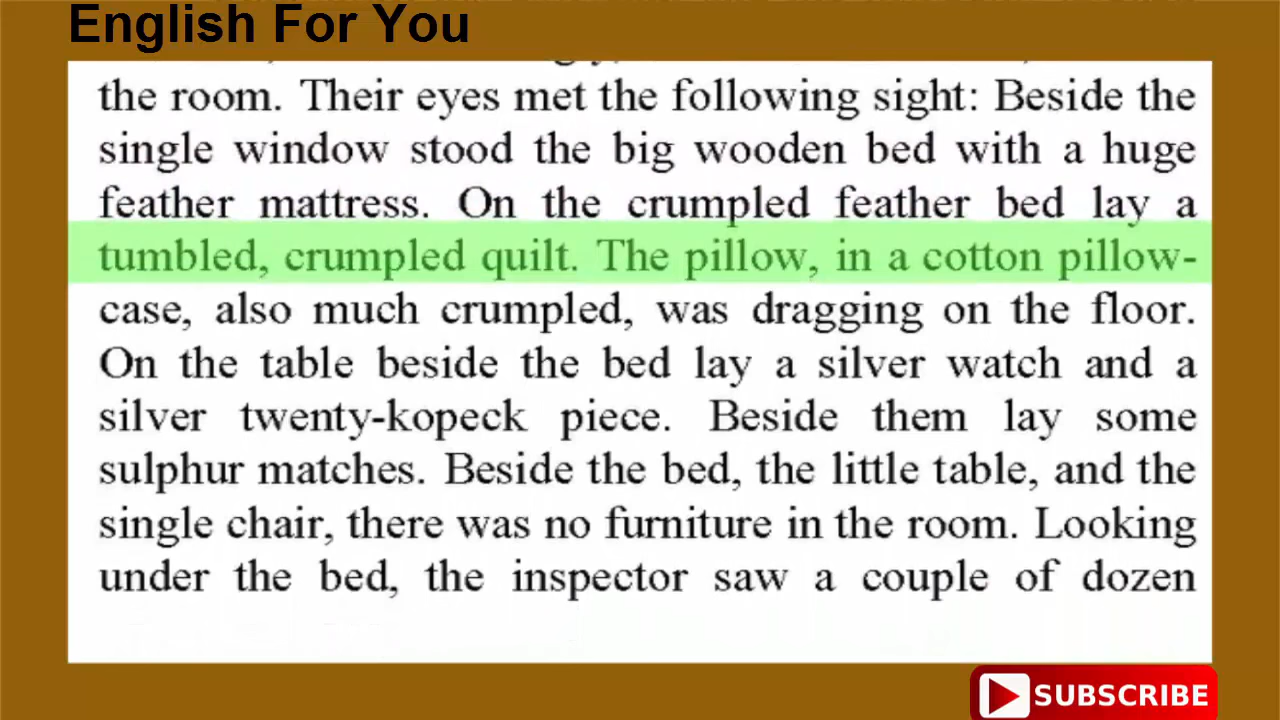 English For You
the room. Their eyes met the following sight: Beside the
single window stood the big wooden bed with a huge
feather mattress. On the crumpled feather bed lay a
tumbled, crumpled quilt. The pillow, in a cotton pillow-
case, also much crumpled, was dragging on the floor.
On the table beside the bed lay a silver watch and a
silver twenty-kopeck piece. Beside them lay some
sulphur matches. Beside the bed, the little table, and the
single chair, there was no furniture in the room. Looking
under the bed, the inspector saw a couple of dozen
SUBSCRIBE